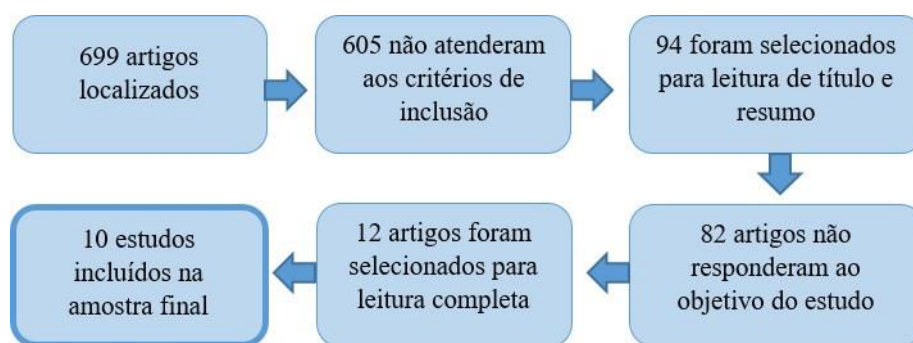 699 artigos
localizados
605 não atenderam
aos critérios de
inclusão
94 foram selecionados
para leitura de título e
resumo
82 artigos não
responderam ao
objetivo do estudo
12 artigos foram
selecionados para
leitura completa
10 estudos
incluídos na
amostra final